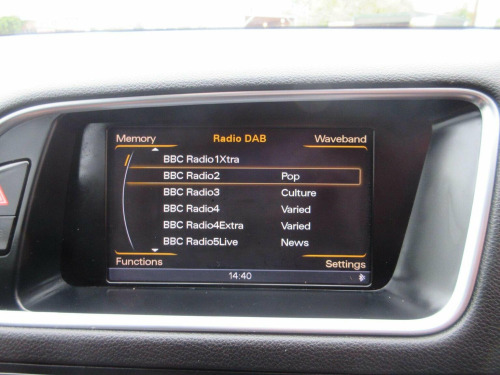 Memory Radio DAB Waveband
BBC Radio1Xtra
BBC Radio2 Pop
BBC Radio3 Culture
BBC Radio4 Varied
BBC Radio4Extra Varied
BBC Radio5Live News
Functions Settings
14:40